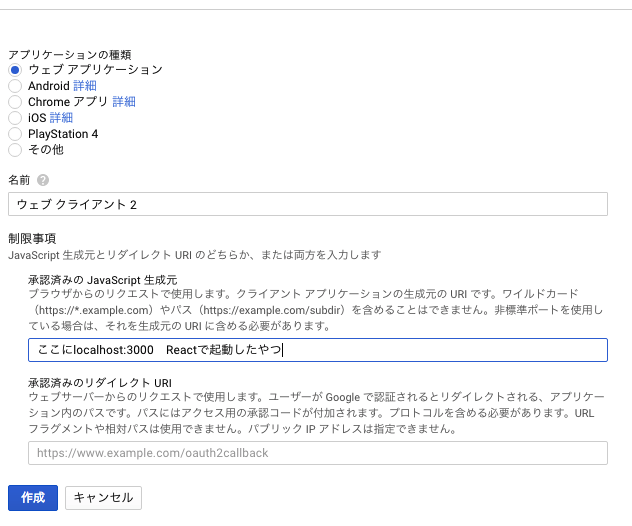 アプリケーションの種類
ウェブ アプリケーション
Android 詳細
Chrome アプリ 詳細
iOS 詳細
PlayStation 4
その他
名前 ?
ウェブ クライアント 2
制限事項
JavaScript 生成元とリダイレクト URI のどちらか、または両方を入力します
承認済みの JavaScript 生成元
ブラウザからのリクエストで使用します。クライアント アプリケーションの生成元の URI です。ワイルドカード
（https://*.example.com）やパス（https://example.com/subdir）を含めることはできません。非標準ポートを使用し
ている場合は、それを生成元の URI に含める必要があります。
ここにlocalhost:3000　Reactで起動したやつ
承認済みのリダイレクト URI
ウェブサーバーからのリクエストで使用します。ユーザーが Google で認証されるとリダイレクトされる、アプリケー
ション内のパスです。パスにはアクセス用の承認コードが付加されます。プロトコルを含める必要があります。URL
フラグメントや相対パスは使用できません。パブリック IP アドレスは指定できません。
https://www.example.com/oauth2callback
作成 キャンセル